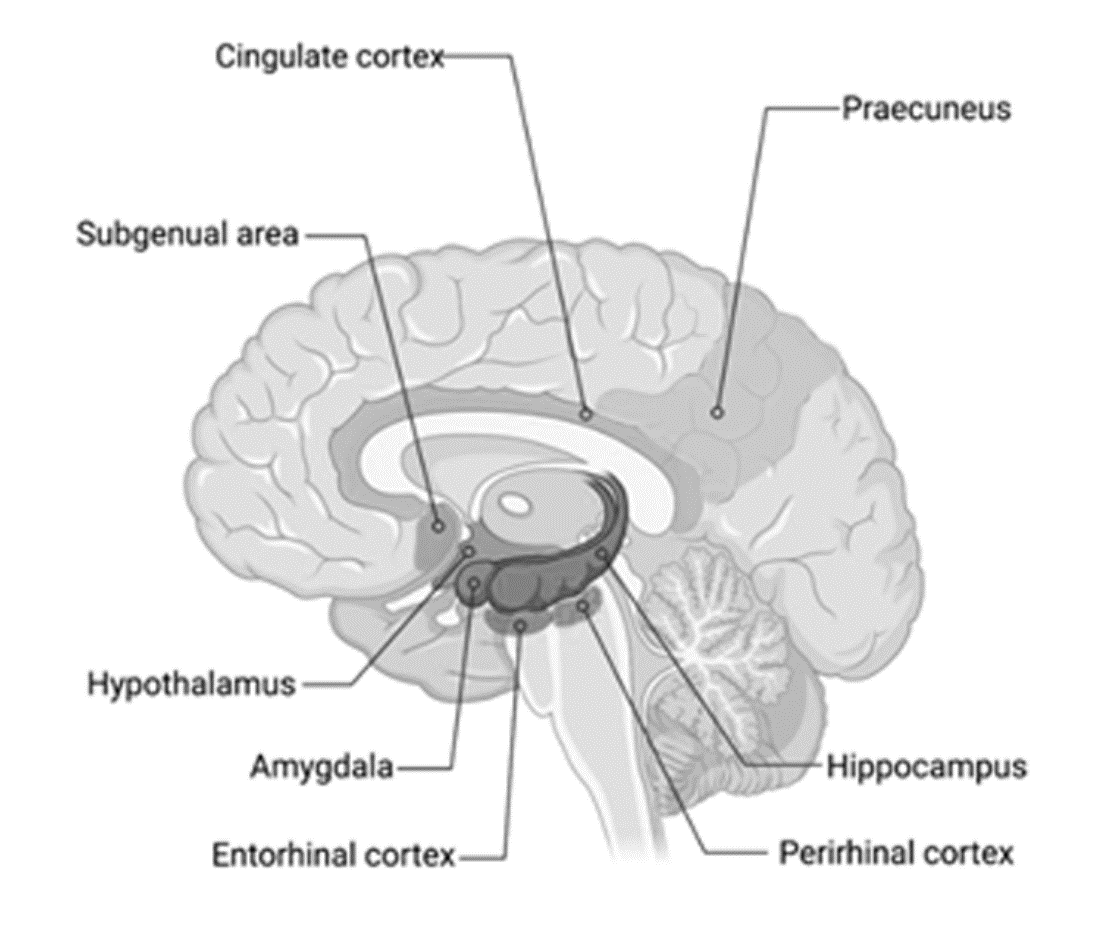 Cingulate cortex
Praecuneus
Subgenual area
Hypothalamus
Amygdala
Hippocampus
Entorhinal cortex
Perirhinal cortex